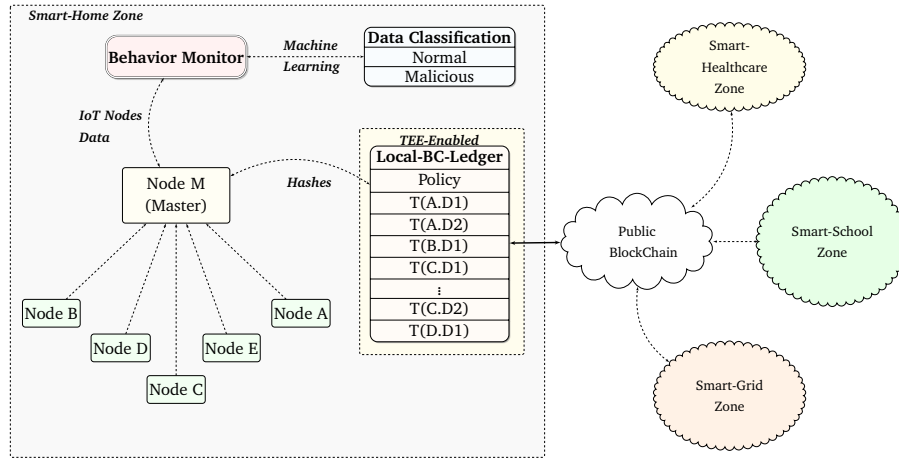 Smart-Home Zone
Behavior Monitor
Machine
Learning
Data Classification
Normal
Malicious
IoT Nodes
Data
Node M
(Master)
Hashes
TEE-Enabled
Local-BC-Ledger
Policy
T(A.D1)
T(A.D2)
T(B.D1)
T(C.D1)
⋮
T(C.D2)
T(D.D1)
Node B
Node D
Node C
Node E
Node A
Public
BlockChain
Smart-
Healthcare
Zone
Smart-School
Zone
Smart-Grid
Zone